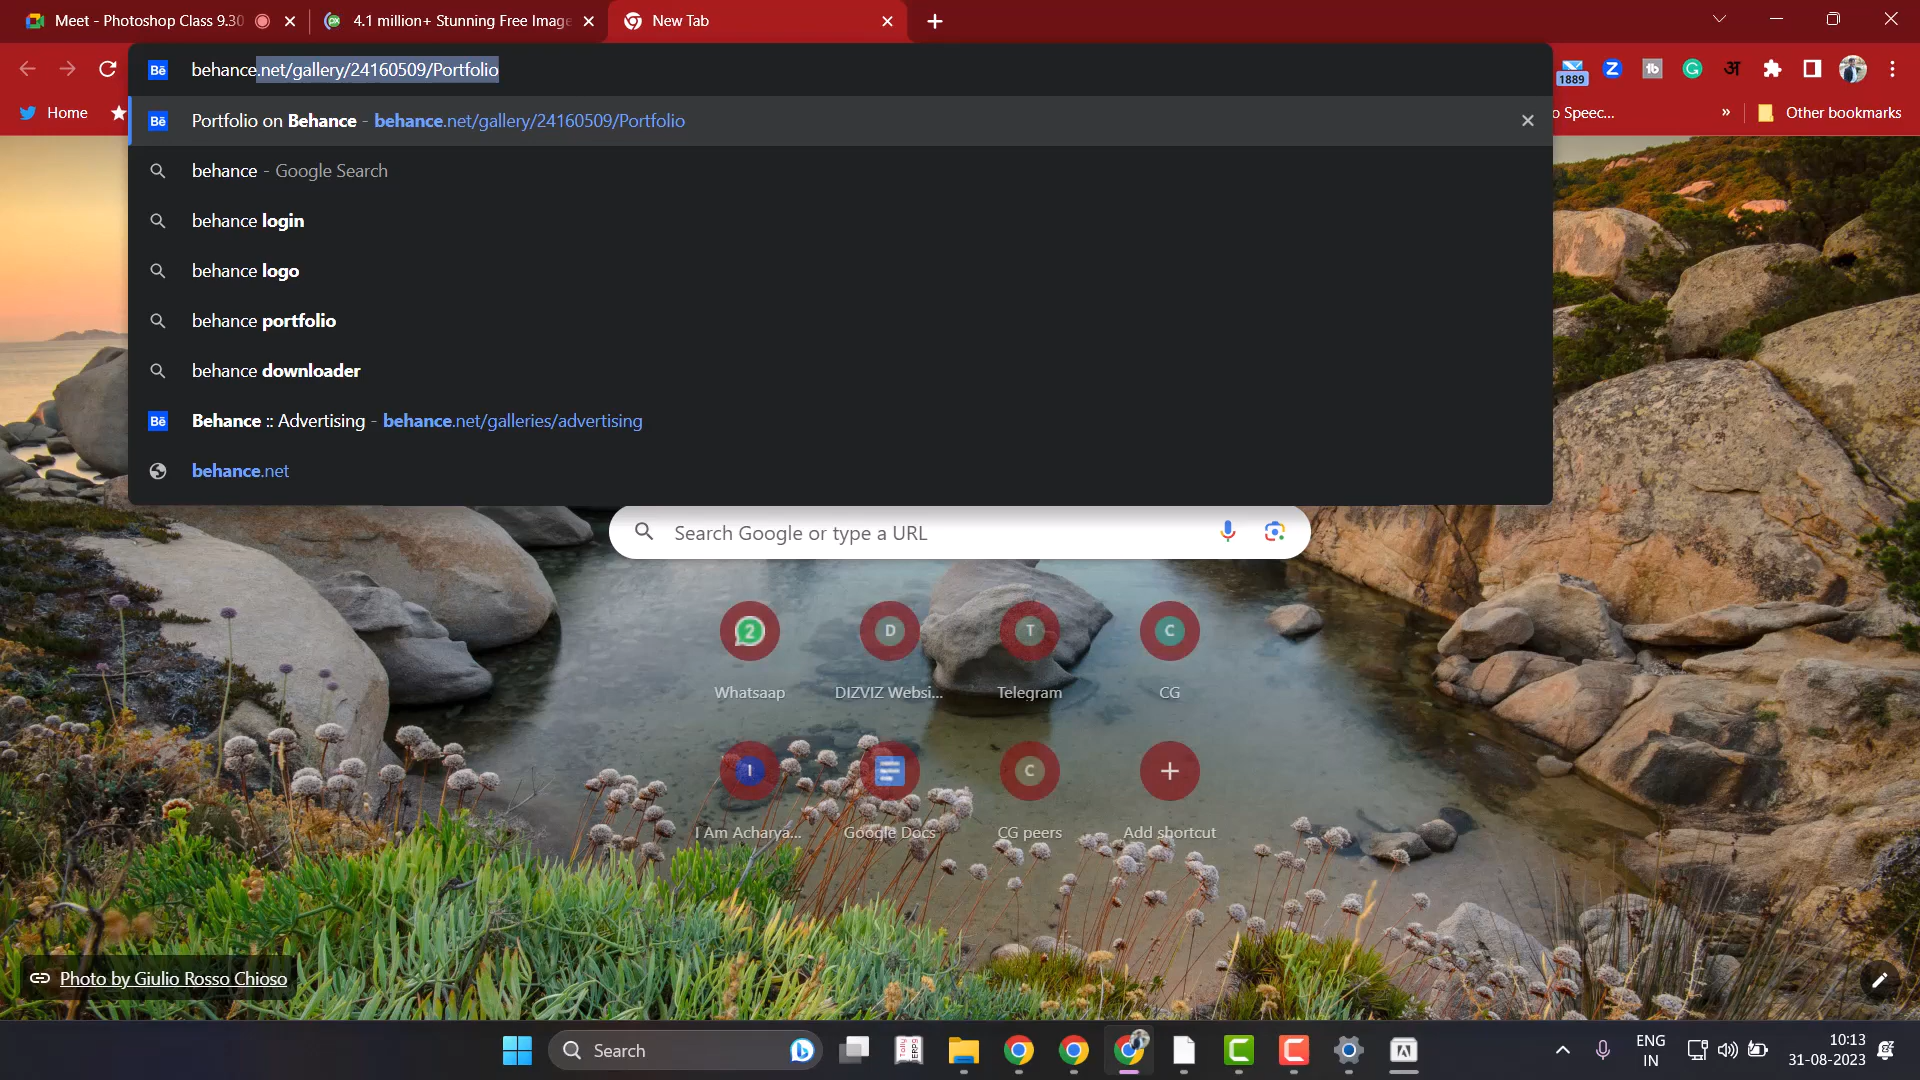 Meet - Photoshop Class 9.30
4.1 million+ Stunning Free Image
New Tab
Bē behance.net/gallery/24160509/Portfolio
1889
Home
o Speec...
»
Other bookmarks
Bē Portfolio on Behance - behance.net/gallery/24160509/Portfolio
behance - Google Search
behance login
behance logo
behance portfolio
behance downloader
Bē Behance :: Advertising - behance.net/galleries/advertising
behance.net
Search Google or type a URL
2 D T C
Whatsaap DIZVIZ Websi... Telegram CG
I C
I Am Acharya... Google Docs CG peers Add shortcut
Photo by Giulio Rosso Chioso
Search
ENG
IN
10:13
31-08-2023